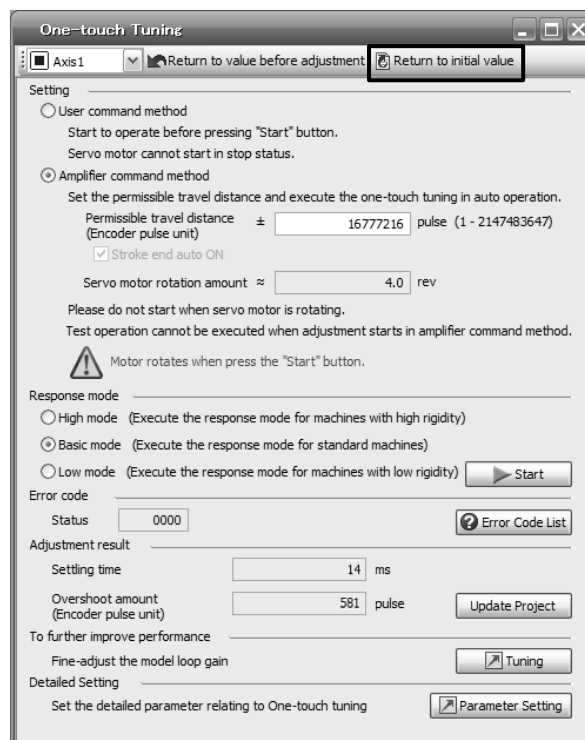 One-touch Tuning
Axis1 Return to value before adjustment Return to initial value
Setting
User command method
Start to operate before pressing "Start" button.
Servo motor cannot start in stop status.
Amplifier command method
Set the permissible travel distance and execute the one-touch tuning in auto operation.
Permissible travel distance
(Encoder pulse unit) ± 16777216 pulse (1 - 2147483647)
Stroke end auto ON
Servo motor rotation amount ≈ 4.0 rev
Please do not start when servo motor is rotating.
Test operation cannot be executed when adjustment starts in amplifier command method.
Motor rotates when press the "Start" button.
Response mode
High mode (Execute the response mode for machines with high rigidity)
Basic mode (Execute the response mode for standard machines)
Low mode (Execute the response mode for machines with low rigidity) Start
Error code
Status 0000 Error Code List
Adjustment result
Settling time 14 ms
Overshoot amount
(Encoder pulse unit) 581 pulse Update Project
To further improve performance
Fine-adjust the model loop gain Tuning
Detailed Setting
Set the detailed parameter relating to One-touch tuning Parameter Setting